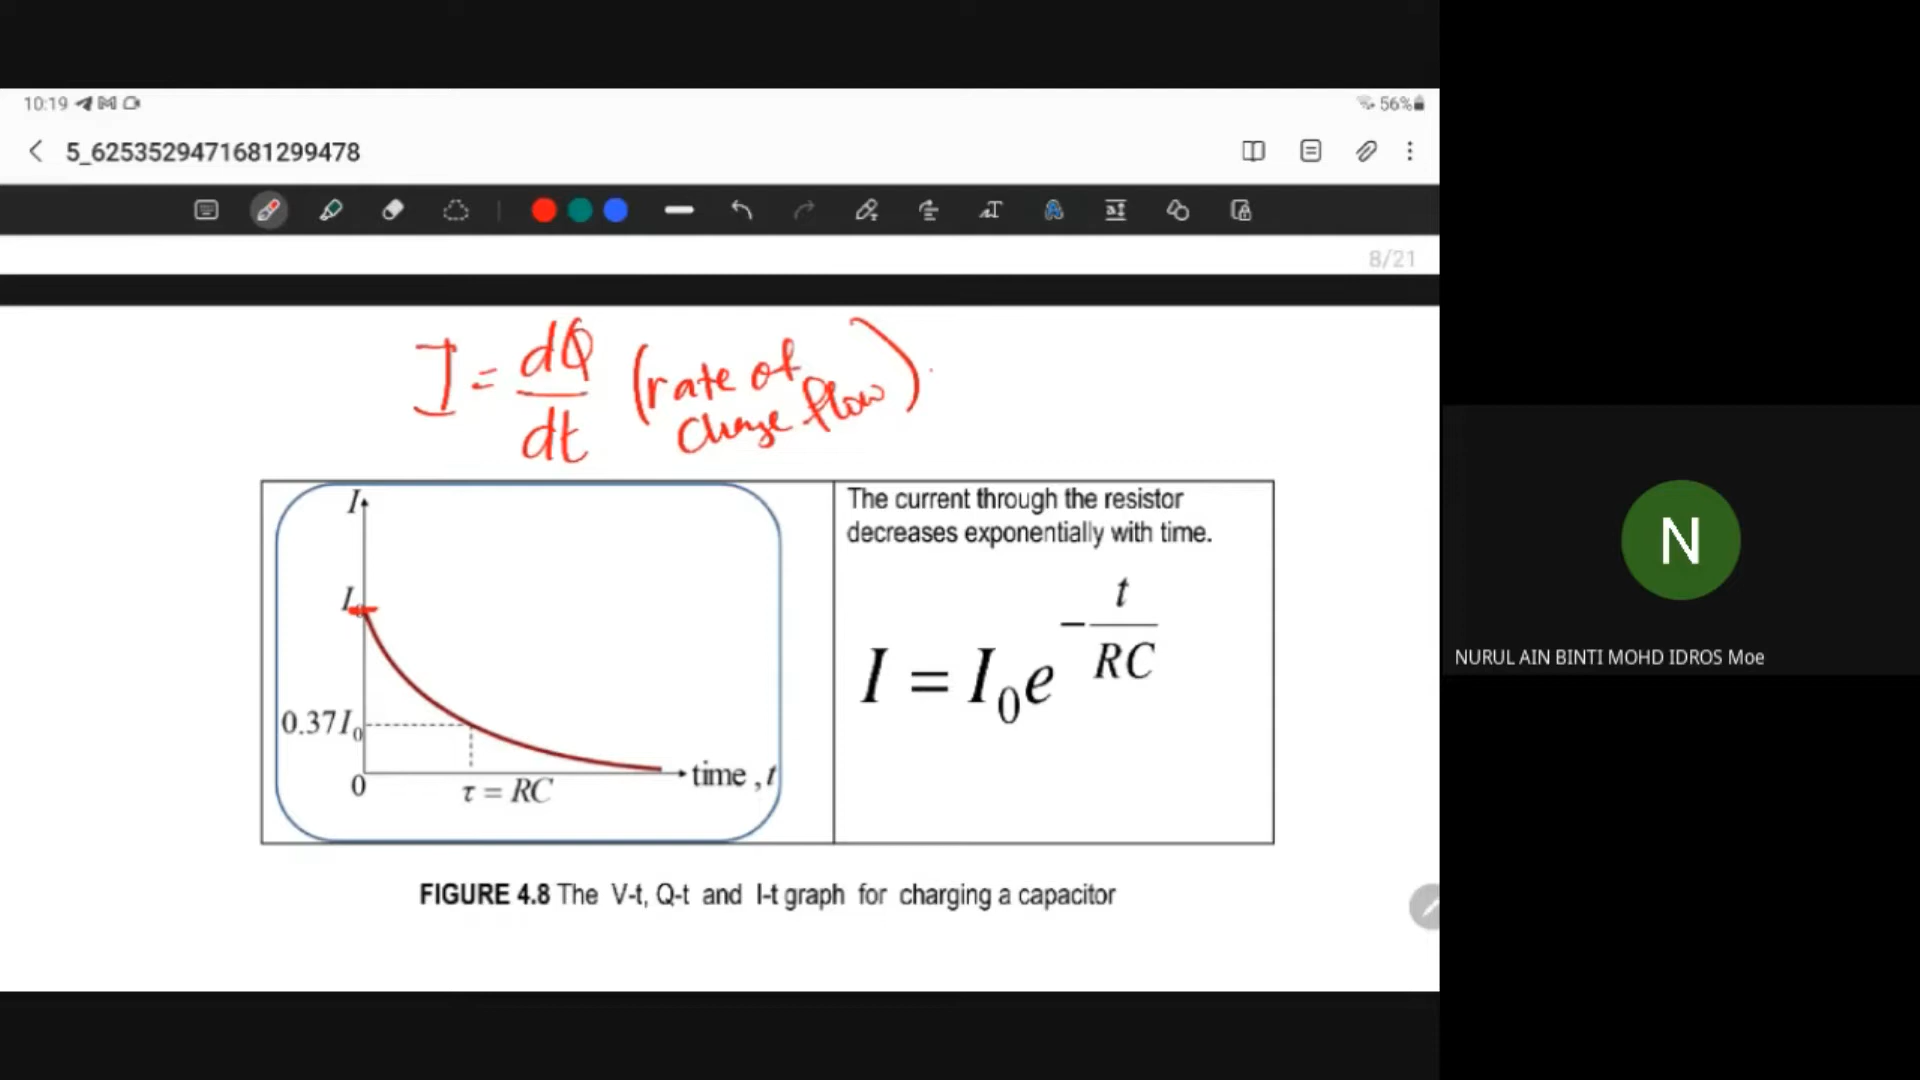 10:19
56%
5_6253529471681299478
8/21
I = dQ/dt (rate of charge flow)
I
I₀
0.37I₀
0
τ = RC
time , t
The current through the resistor
decreases exponentially with time.
I = I₀e^(-t/RC)
FIGURE 4.8 The V-t, Q-t and I-t graph for charging a capacitor
N
NURUL AIN BINTI MOHD IDROS Moe